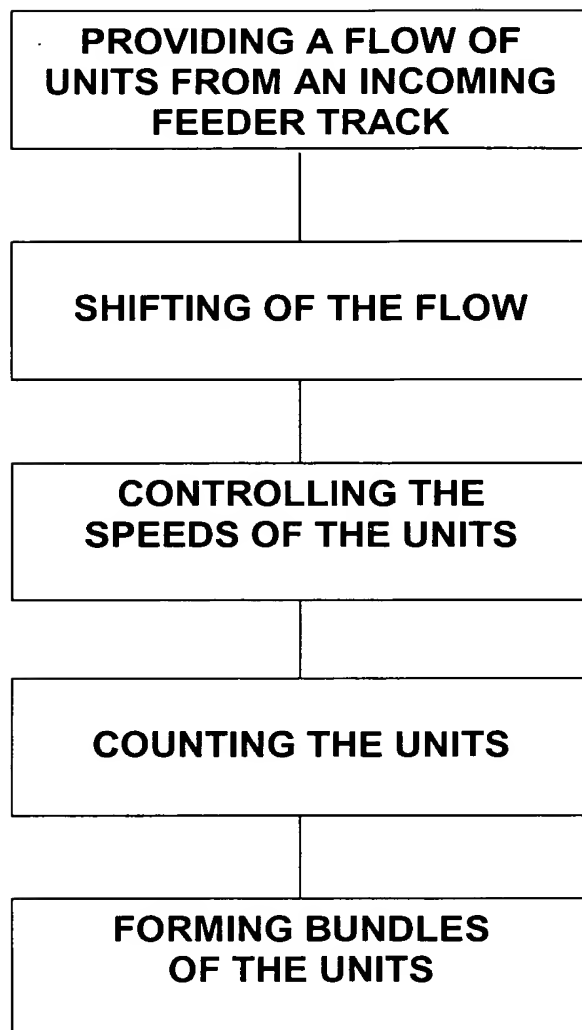 PROVIDING A FLOW OF
UNITS FROM AN INCOMING
FEEDER TRACK
SHIFTING OF THE FLOW
CONTROLLING THE
SPEEDS OF THE UNITS
COUNTING THE UNITS
FORMING BUNDLES
OF THE UNITS